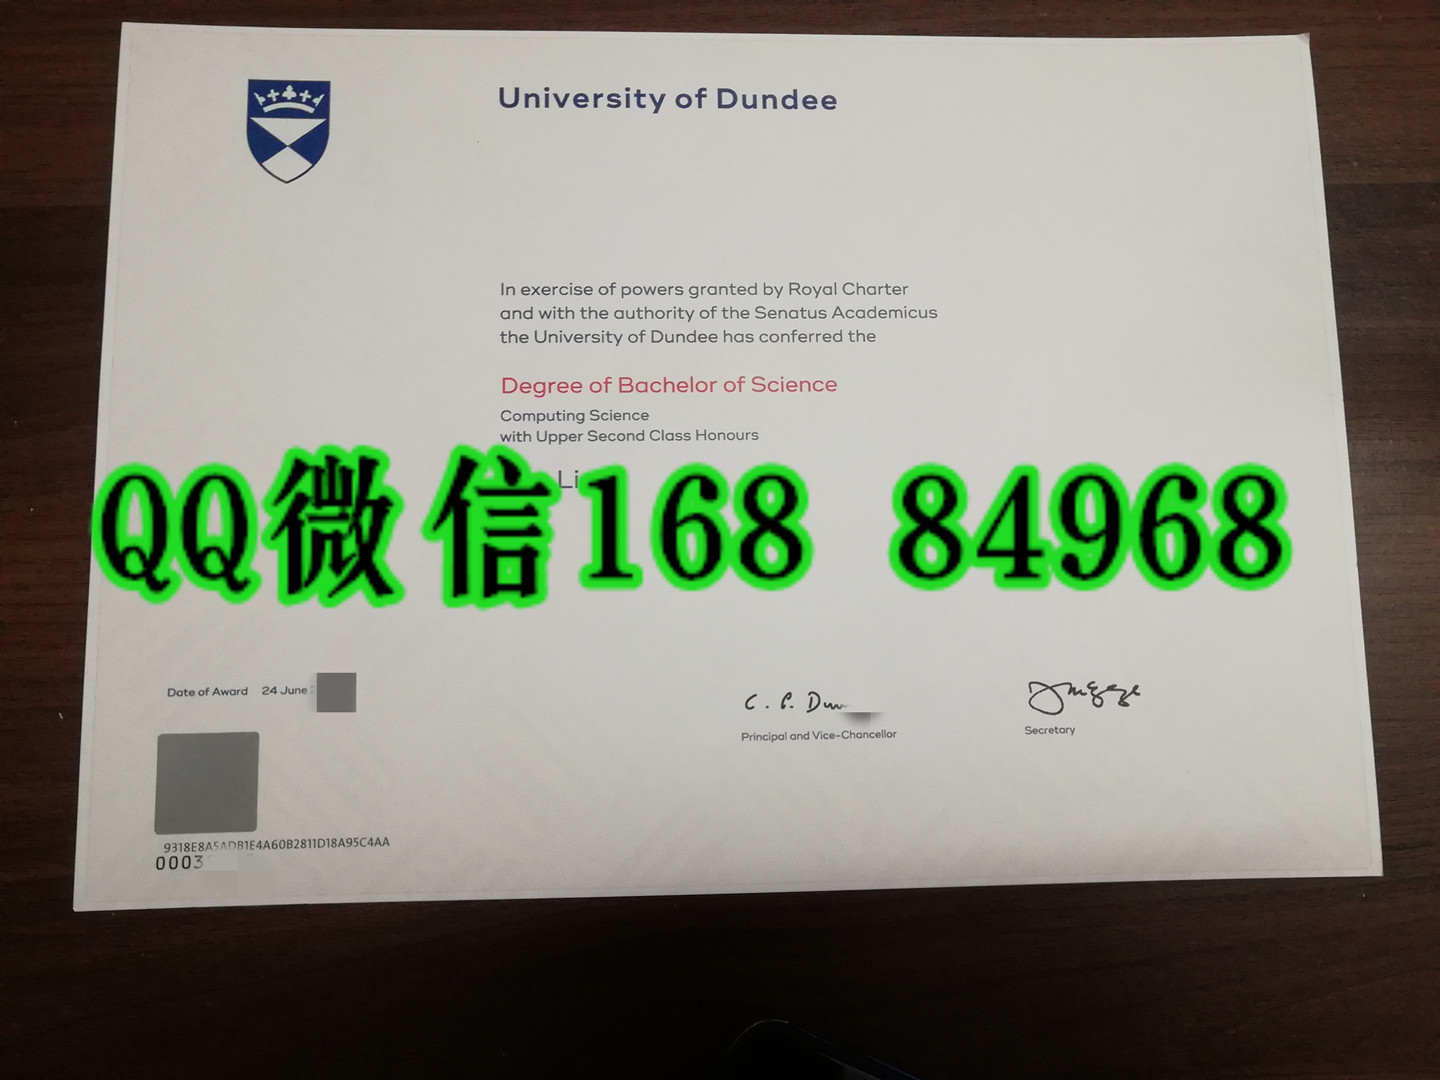 University of Dundee
In exercise of powers granted by Royal Charter
and with the authority of the Senatus Academicus
the University of Dundee has conferred the
Degree of Bachelor of Science
Computing Science
with Upper Second Class Honours
Li
QQ微信168 84968
Date of Award 24 June
C. P. Dun
Principal and Vice-Chancellor
Secretary
9318E8A5ADB1E4A60B2811D18A95C4AA
0003